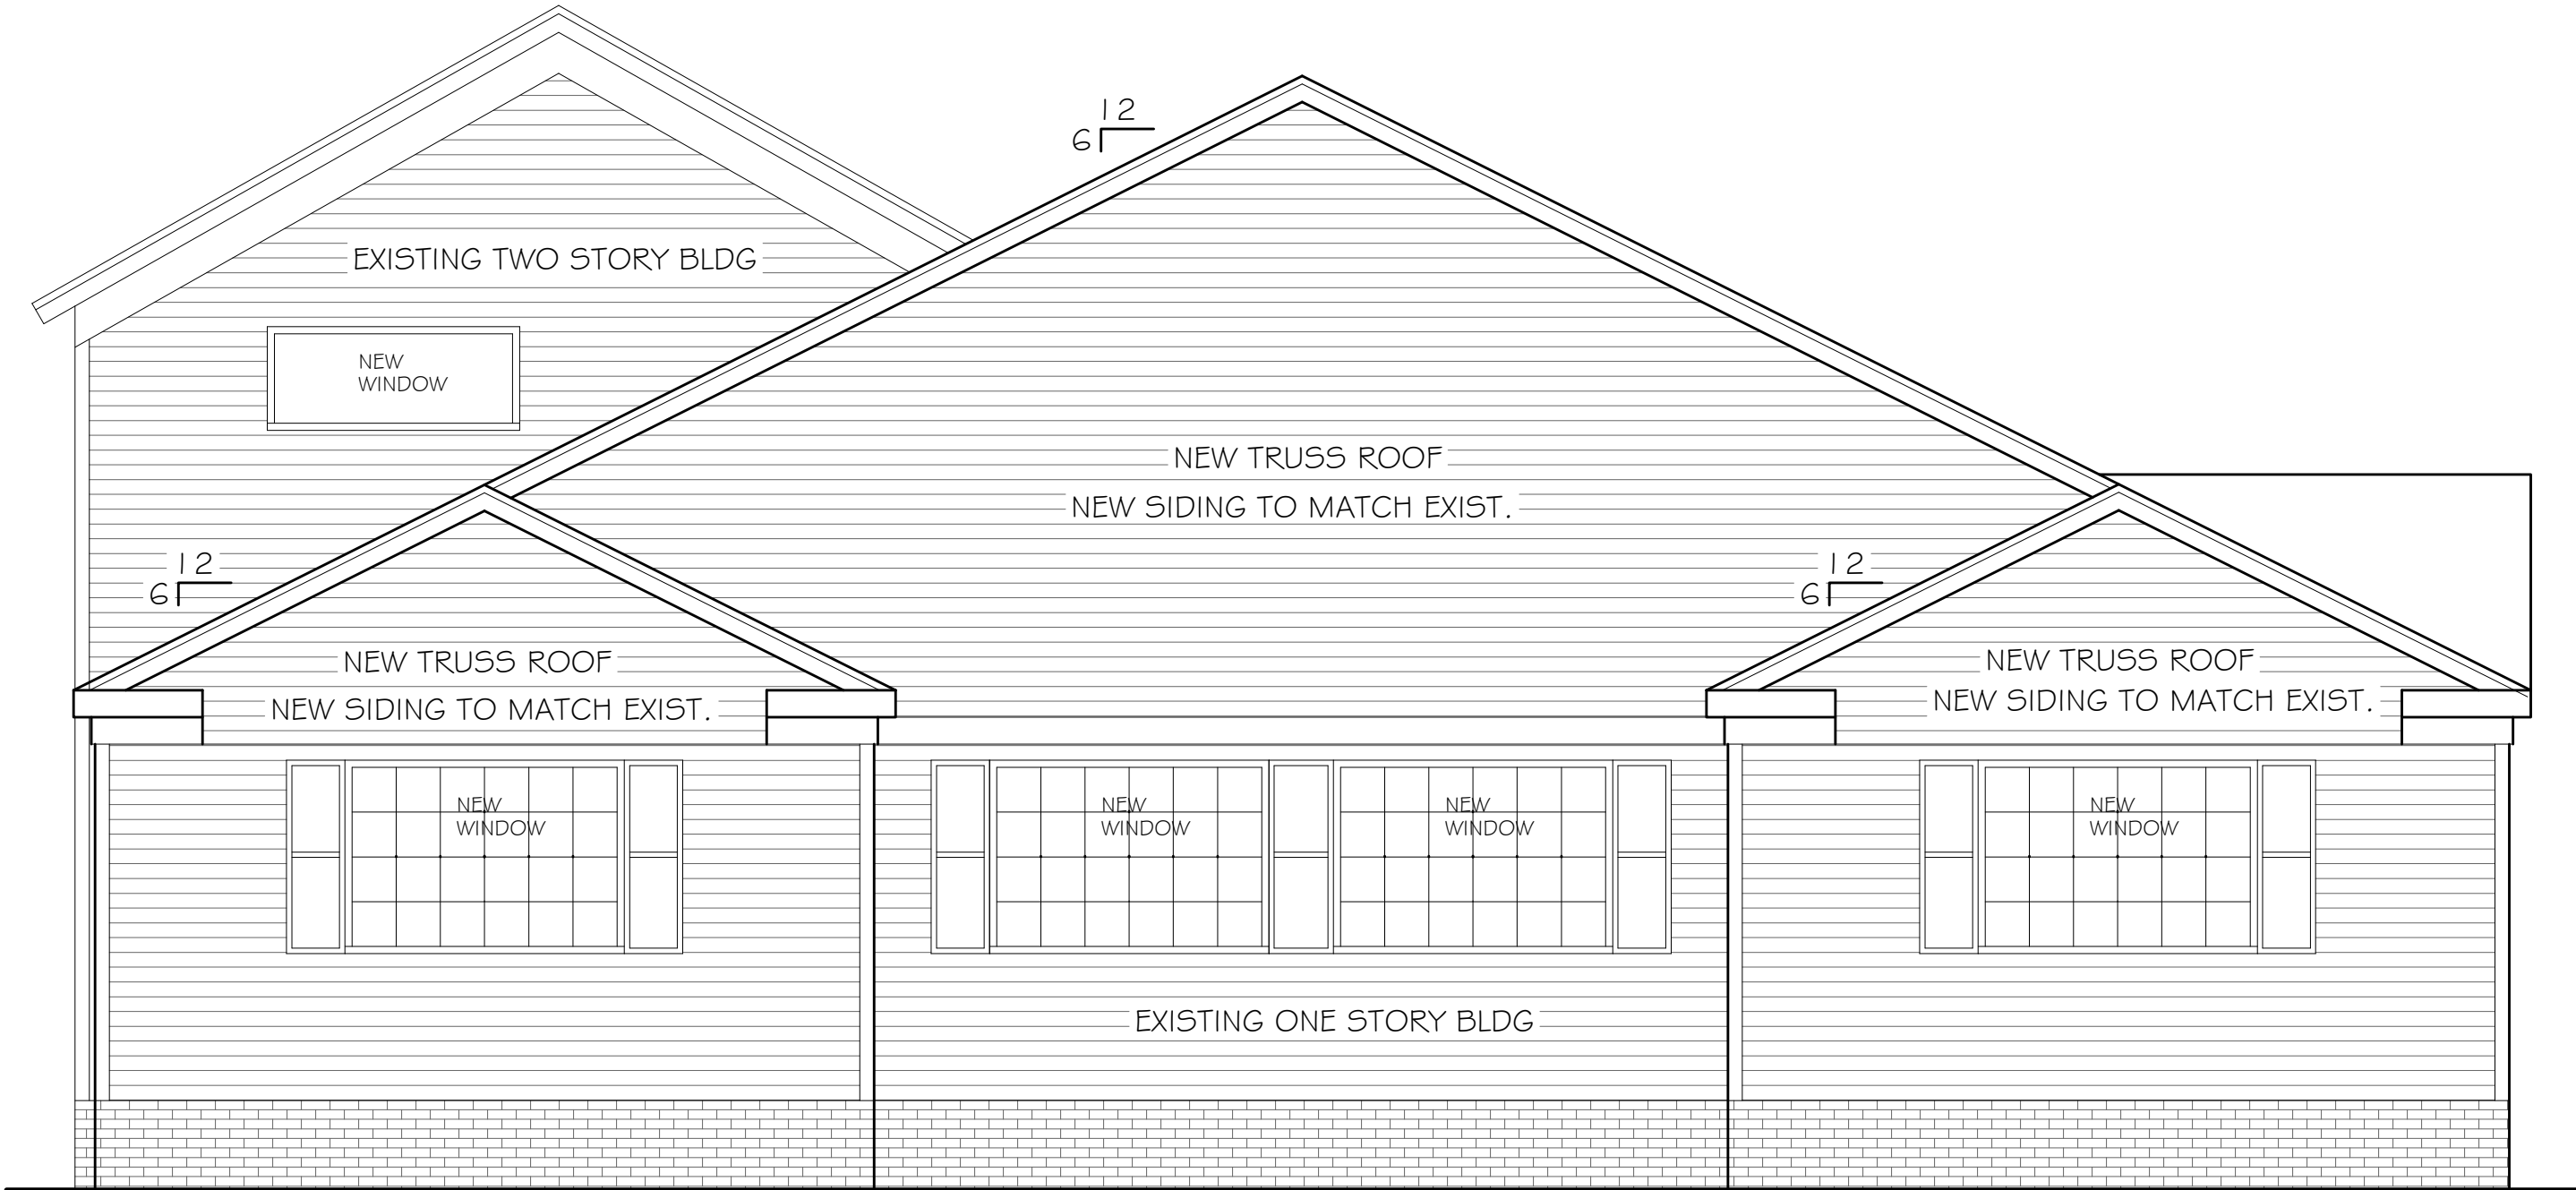 12
6
EXISTING TWO STORY BLDG
NEW
WINDOW
NEW TRUSS ROOF
NEW SIDING TO MATCH EXIST.
12
6
12
6
NEW TRUSS ROOF
NEW SIDING TO MATCH EXIST.
NEW TRUSS ROOF
NEW SIDING TO MATCH EXIST.
NEW
WINDOW
NEW
WINDOW
NEW
WINDOW
NEW
WINDOW
EXISTING ONE STORY BLDG